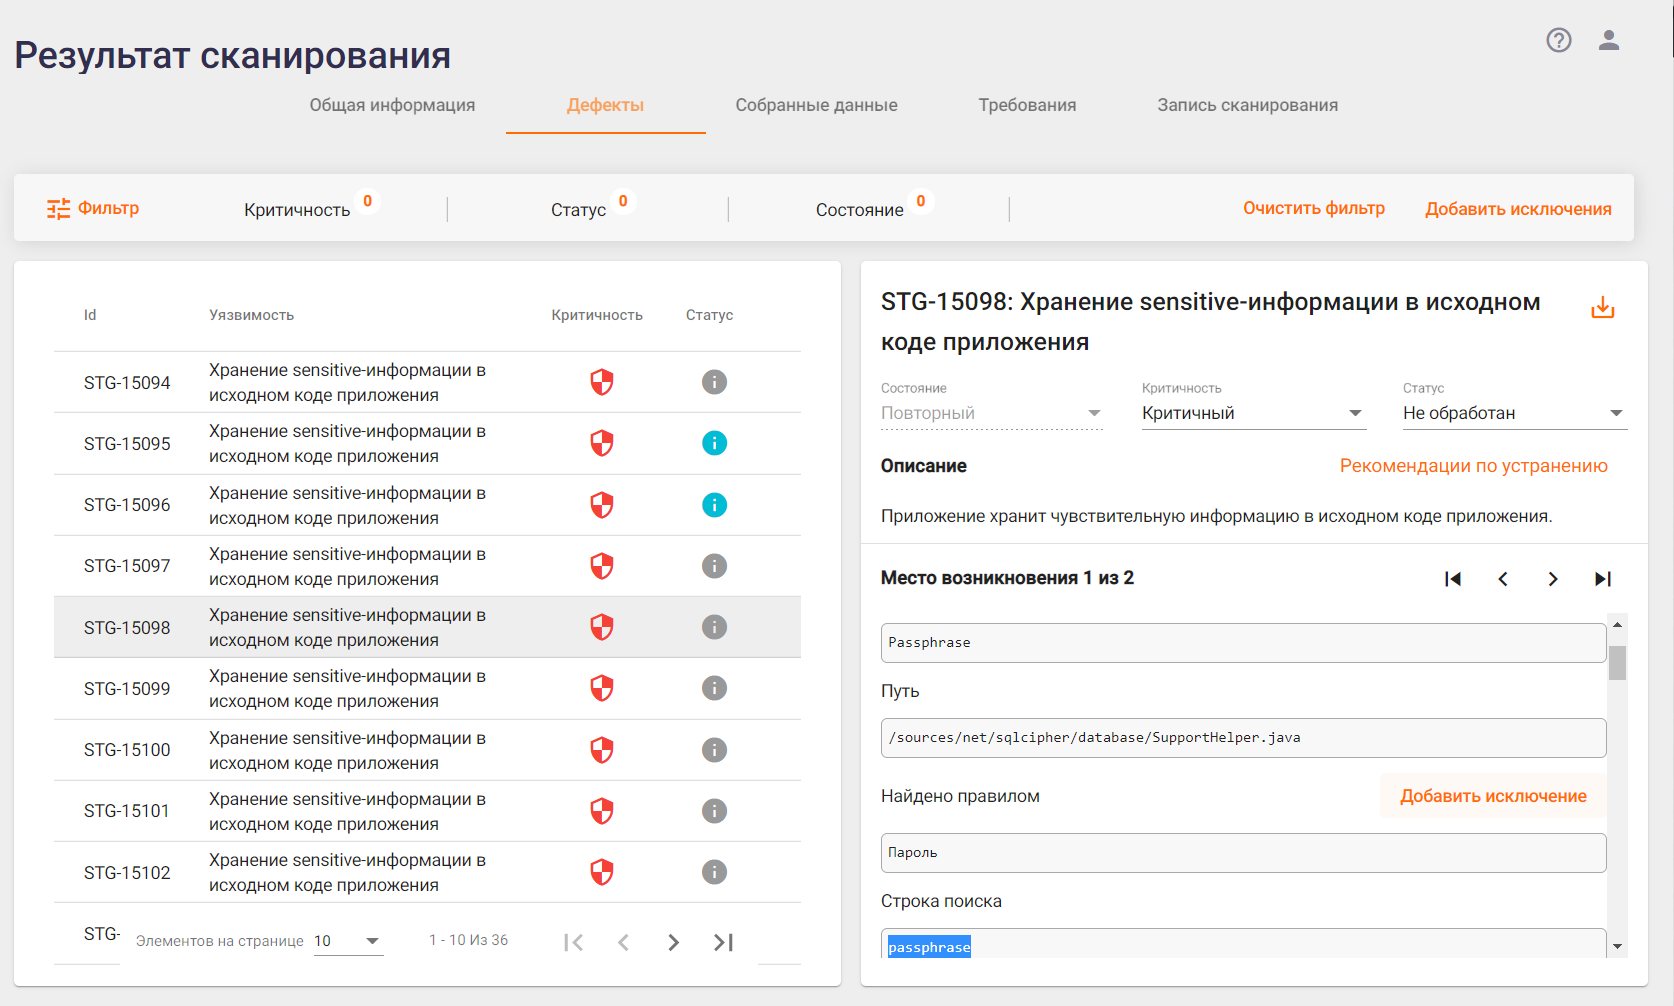 Результат сканирования
Общая информация
Дефекты
Собранные данные
Требования
Запись сканирования
Фильтр
Критичность 0
Статус 0
Состояние 0
Очистить фильтр
Добавить исключения
Id
Уязвимость
Критичность
Статус
STG-15094
Хранение sensitive-информации в
исходном коде приложения
STG-15095
Хранение sensitive-информации в
исходном коде приложения
STG-15096
Хранение sensitive-информации в
исходном коде приложения
STG-15097
Хранение sensitive-информации в
исходном коде приложения
STG-15098
Хранение sensitive-информации в
исходном коде приложения
STG-15099
Хранение sensitive-информации в
исходном коде приложения
STG-15100
Хранение sensitive-информации в
исходном коде приложения
STG-15101
Хранение sensitive-информации в
исходном коде приложения
STG-15102
Хранение sensitive-информации в
исходном коде приложения
STG-
Элементов на странице 10
1 - 10 Из 36
STG-15098: Хранение sensitive-информации в исходном
коде приложения
Состояние
Повторный
Критичность
Критичный
Статус
Не обработан
Описание
Рекомендации по устранению
Приложение хранит чувствительную информацию в исходном коде приложения.
Место возникновения 1 из 2
Passphrase
Путь
/sources/net/sqlcipher/database/SupportHelper.java
Найдено правилом
Добавить исключение
Пароль
Строка поиска
passphrase